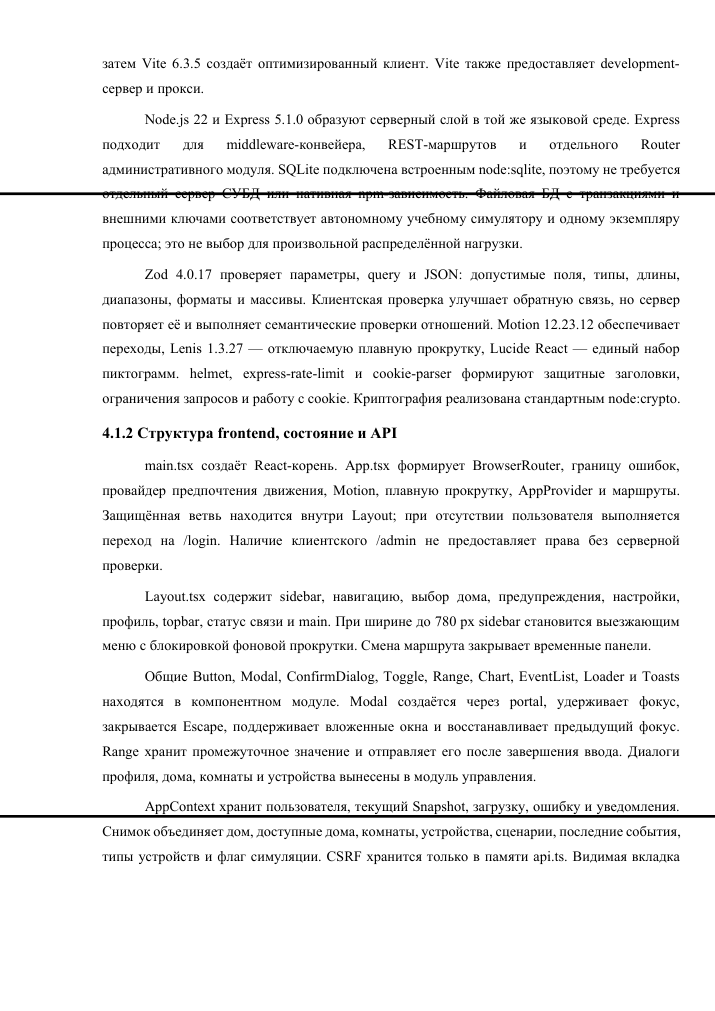 затем Vite 6.3.5 создаёт оптимизированный клиент. Vite также предоставляет development-
сервер и прокси.
Node.js 22 и Express 5.1.0 образуют серверный слой в той же языковой среде. Express
подходит для middleware-конвейера, REST-маршрутов и отдельного Router
административного модуля. SQLite подключена встроенным node:sqlite, поэтому не требуется
отдельный сервер СУБД или нативная npm-зависимость. Файловая БД с транзакциями и
внешними ключами соответствует автономному учебному симулятору и одному экземпляру
процесса; это не выбор для произвольной распределённой нагрузки.
Zod 4.0.17 проверяет параметры, query и JSON: допустимые поля, типы, длины,
диапазоны, форматы и массивы. Клиентская проверка улучшает обратную связь, но сервер
повторяет её и выполняет семантические проверки отношений. Motion 12.23.12 обеспечивает
переходы, Lenis 1.3.27 — отключаемую плавную прокрутку, Lucide React — единый набор
пиктограмм. helmet, express-rate-limit и cookie-parser формируют защитные заголовки,
ограничения запросов и работу с cookie. Криптография реализована стандартным node:crypto.
4.1.2 Структура frontend, состояние и API
main.tsx создаёт React-корень. App.tsx формирует BrowserRouter, границу ошибок,
провайдер предпочтения движения, Motion, плавную прокрутку, AppProvider и маршруты.
Защищённая ветвь находится внутри Layout; при отсутствии пользователя выполняется
переход на /login. Наличие клиентского /admin не предоставляет права без серверной
проверки.
Layout.tsx содержит sidebar, навигацию, выбор дома, предупреждения, настройки,
профиль, topbar, статус связи и main. При ширине до 780 px sidebar становится выезжающим
меню с блокировкой фоновой прокрутки. Смена маршрута закрывает временные панели.
Общие Button, Modal, ConfirmDialog, Toggle, Range, Chart, EventList, Loader и Toasts
находятся в компонентном модуле. Modal создаётся через portal, удерживает фокус,
закрывается Escape, поддерживает вложенные окна и восстанавливает предыдущий фокус.
Range хранит промежуточное значение и отправляет его после завершения ввода. Диалоги
профиля, дома, комнаты и устройства вынесены в модуль управления.
AppContext хранит пользователя, текущий Snapshot, загрузку, ошибку и уведомления.
Снимок объединяет дом, доступные дома, комнаты, устройства, сценарии, последние события,
типы устройств и флаг симуляции. CSRF хранится только в памяти api.ts. Видимая вкладка